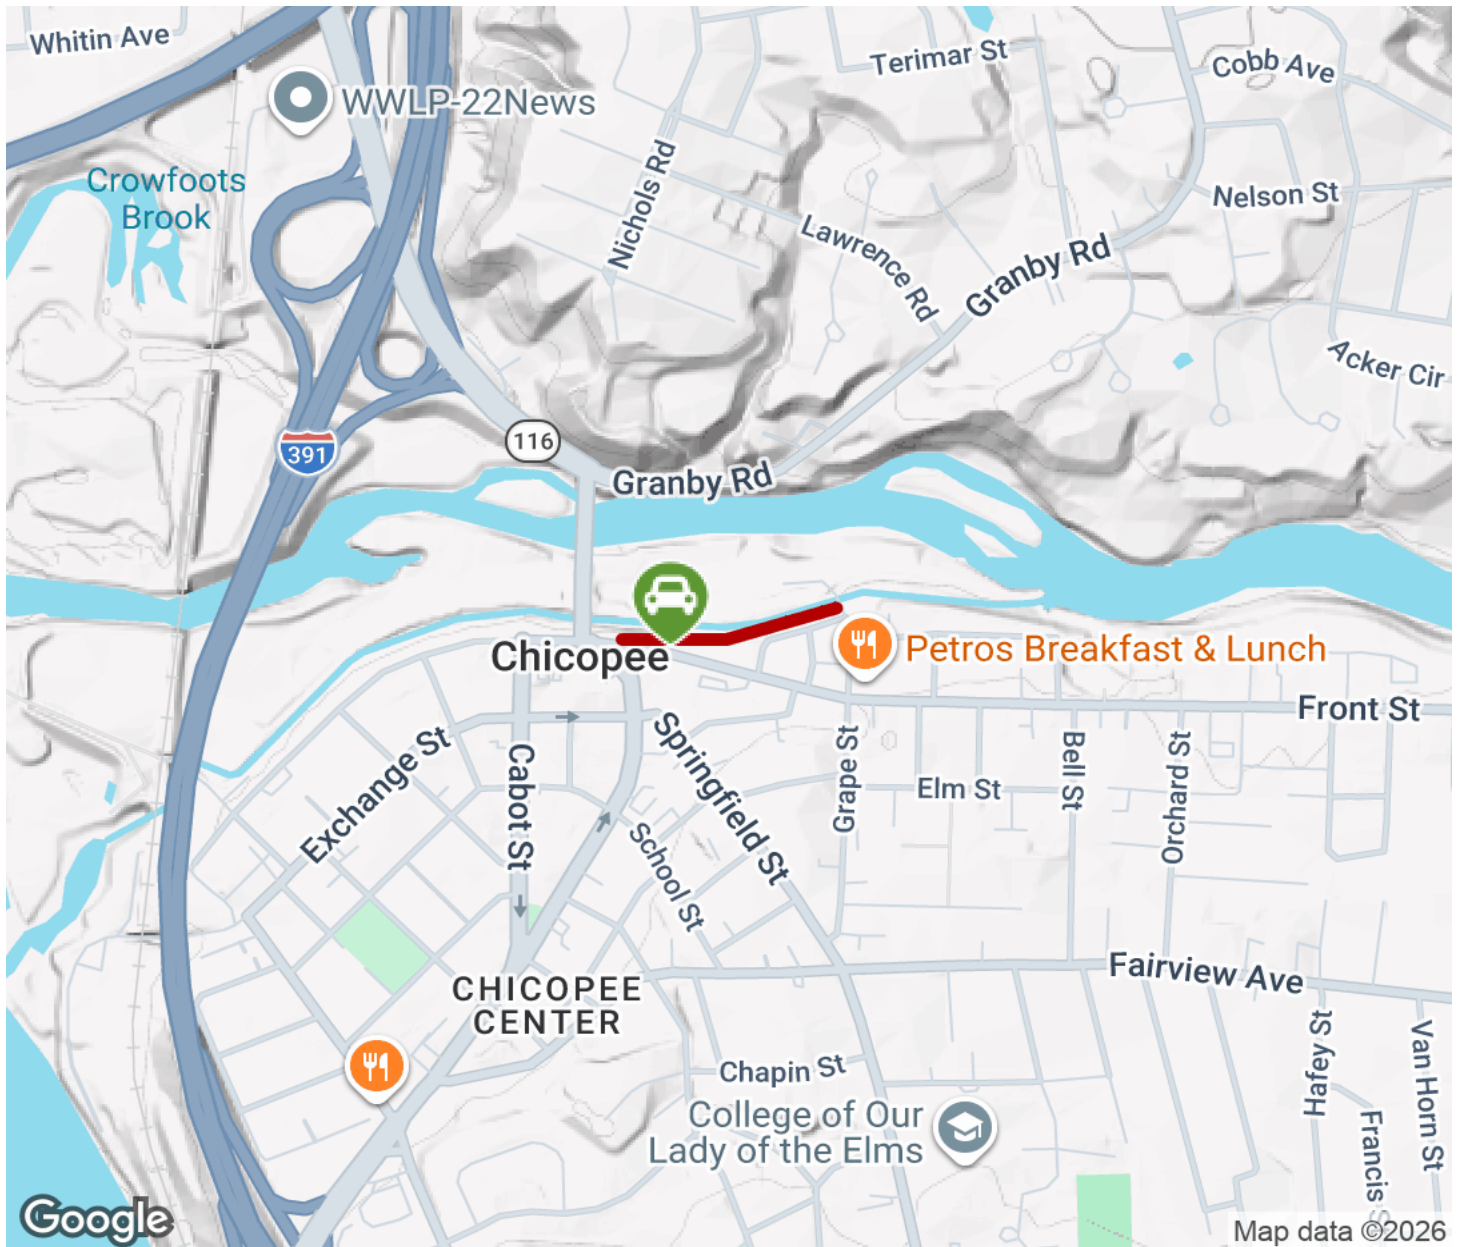 Whitin Ave
WWLP-22News
Terimar St
Cobb Ave
Crowfoots
Brook
Nichols Rd
Nelson St
Lawrence Rd
Granby Rd
Acker Cir
116
391
Granby Rd
Chicopee
Petros Breakfast & Lunch
Front St
Exchange St
Cabot St
Springfield St
School St
Grape St
Elm St
Bell St
Orchard St
Fairview Ave
CHICOPEE
CENTER
Chapin St
Hafey St
Van Horn St
College of Our
Lady of the Elms
Francis S
Google
Map data ©2026